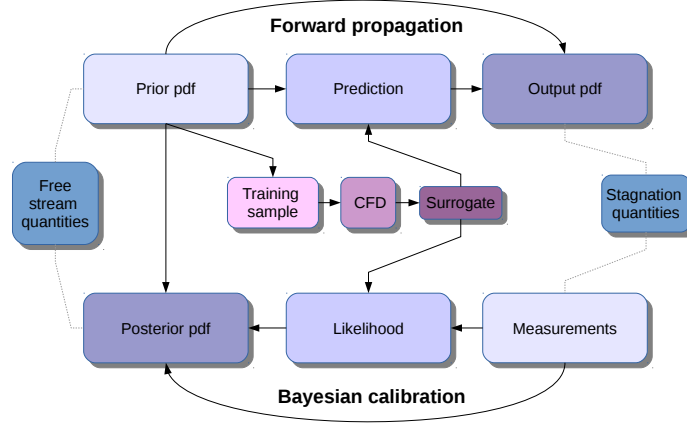 Forward propagation
Prior pdf
Prediction
Output pdf
Free
stream
quantities
Training
sample
CFD
Surrogate
Stagnation
quantities
Posterior pdf
Likelihood
Measurements
Bayesian calibration